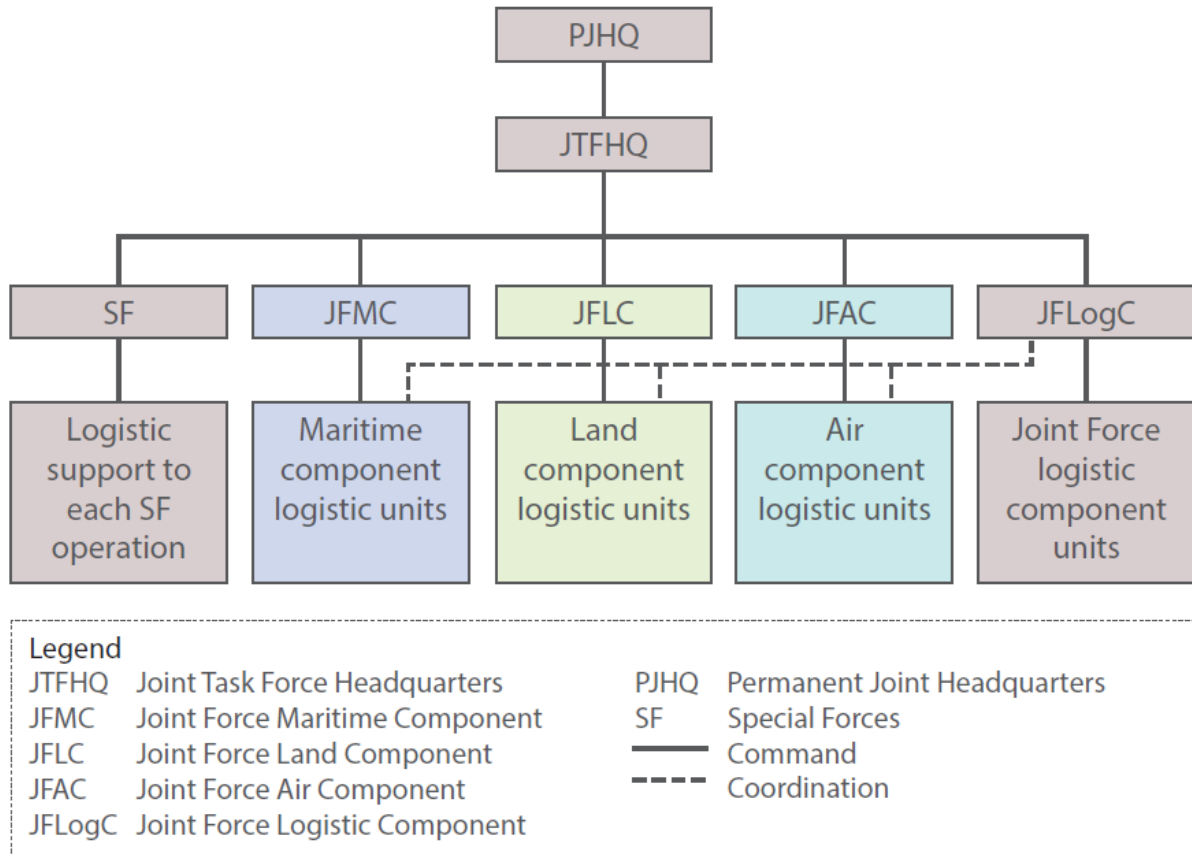 PJHQ
JTFHQ
SF
JFMC
JFLC
JFAC
JFLogC
Logistic
support to
each SF
operation
Maritime
component
logistic units
Land
component
logistic units
Air
component
logistic units
Joint Force
logistic
component
units
Legend
JTFHQ Joint Task Force Headquarters
JFMC Joint Force Maritime Component
JFLC Joint Force Land Component
JFAC Joint Force Air Component
JFLogC Joint Force Logistic Component
PJHQ Permanent Joint Headquarters
SF Special Forces
Command
Coordination